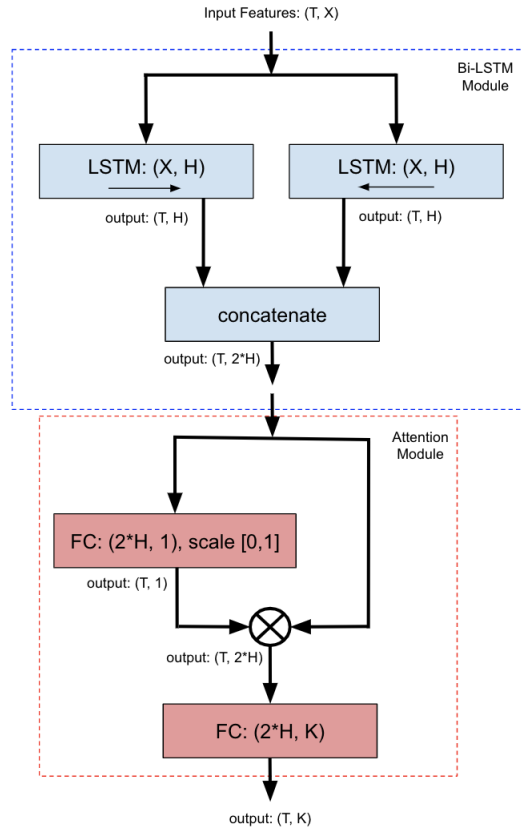 Input Features: (T, X)
Bi-LSTM
Module
LSTM: (X, H)
LSTM: (X, H)
output: (T, H)
output: (T, H)
concatenate
output: (T, 2*H)
Attention
Module
FC: (2*H, 1), scale [0,1]
output: (T, 1)
output: (T, 2*H)
FC: (2*H, K)
output: (T, K)